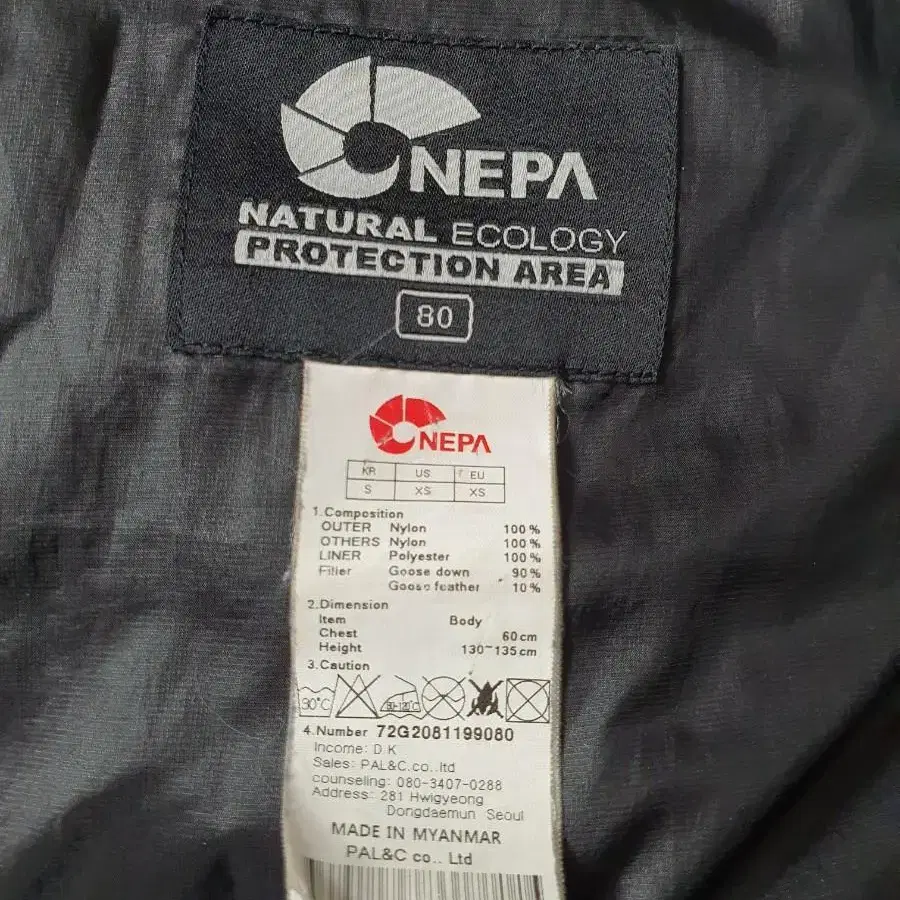 NEPA
NATURAL ECOLOGY
PROTECTION AREA
80
NEPA
KR US EU
S XS XS
1.Composition
OUTER Nylon 100%
OTHERS Nylon 100%
LINER Polyester 100%
Filler Goose down 90%
Goose feather 10%
2.Dimension
Item Body
Chest 60cm
Height 130~135cm
3.Caution
30°C 80-120°C
4.Number 72G2081199080
Income: D.K
Sales: PAL&C.co.,ltd
counseling: 080-3407-0288
Address: 281 Hwigyeong
Dongdaemun Seoul
MADE IN MYANMAR
PAL&C co.. Ltd